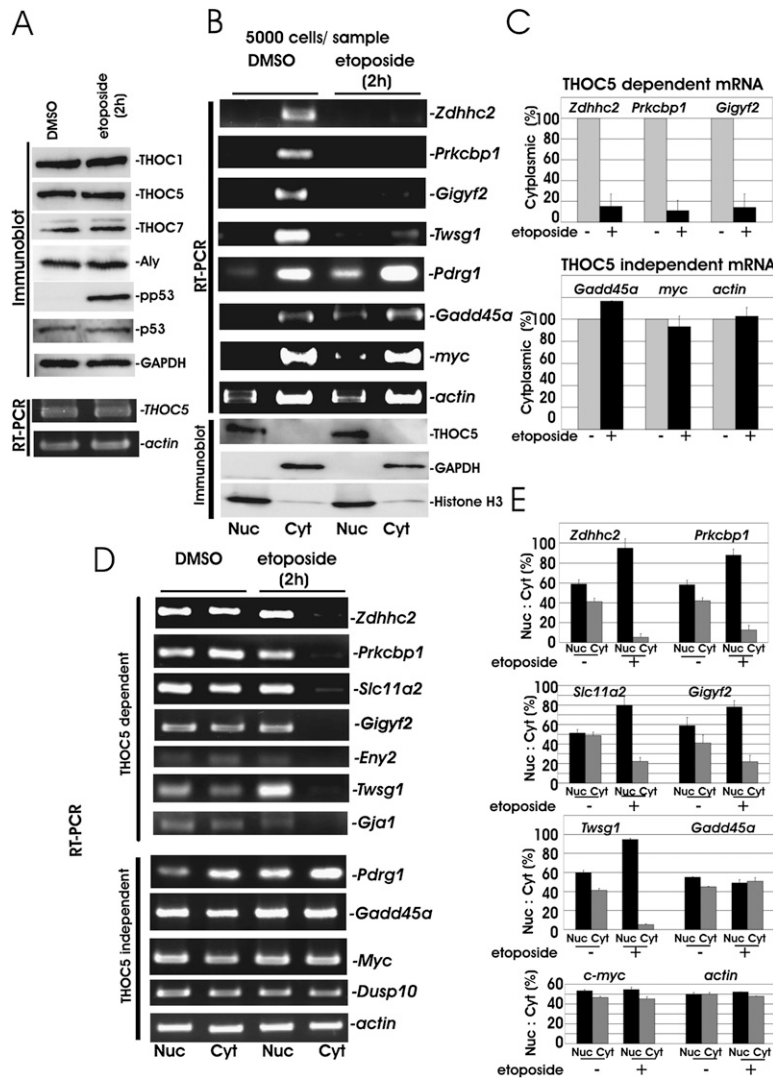 A
DMSO
etoposide
(2h)
Immunoblot
-THOC1
-THOC5
-THOC7
-Aly
-pp53
-p53
-GAPDH
RT-PCR
-THOC5
-actin
B
5000 cells/ sample
DMSO
etoposide
(2h)
RT-PCR
-Zdhhc2
-Prkcbp1
-Gigyf2
-Twsg1
-Pdrg1
-Gadd45a
-myc
-actin
Immunoblot
-THOC5
-GAPDH
-Histone H3
Nuc Cyt Nuc Cyt
C
THOC5 dependent mRNA
Zdhhc2 Prkcbp1 Gigyf2
Cytplasmic (%)
100
80
60
40
20
0
etoposide - + - + - +
THOC5 independent mRNA
Gadd45a myc actin
Cytplasmic (%)
100
80
60
40
20
0
etoposide - + - + - +
D
DMSO
etoposide
(2h)
RT-PCR
THOC5 dependent
-Zdhhc2
-Prkcbp1
-Slc11a2
-Gigyf2
-Eny2
-Twsg1
-Gja1
THOC5 independent
-Pdrg1
-Gadd45a
-Myc
-Dusp10
-actin
Nuc Cyt Nuc Cyt
E
Zdhhc2 Prkcbp1
Nuc : Cyt (%)
100
80
60
40
20
0
Nuc Cyt Nuc Cyt Nuc Cyt Nuc Cyt
etoposide - + - +
Slc11a2 Gigyf2
Nuc : Cyt (%)
100
80
60
40
20
0
Nuc Cyt Nuc Cyt Nuc Cyt Nuc Cyt
etoposide - + - +
Twsg1 Gadd45a
Nuc : Cyt (%)
100
80
60
40
20
0
Nuc Cyt Nuc Cyt Nuc Cyt Nuc Cyt
etoposide - + - +
c-myc actin
Nuc : Cyt (%)
100
80
60
40
20
0
Nuc Cyt Nuc Cyt Nuc Cyt Nuc Cyt
etoposide - + - +